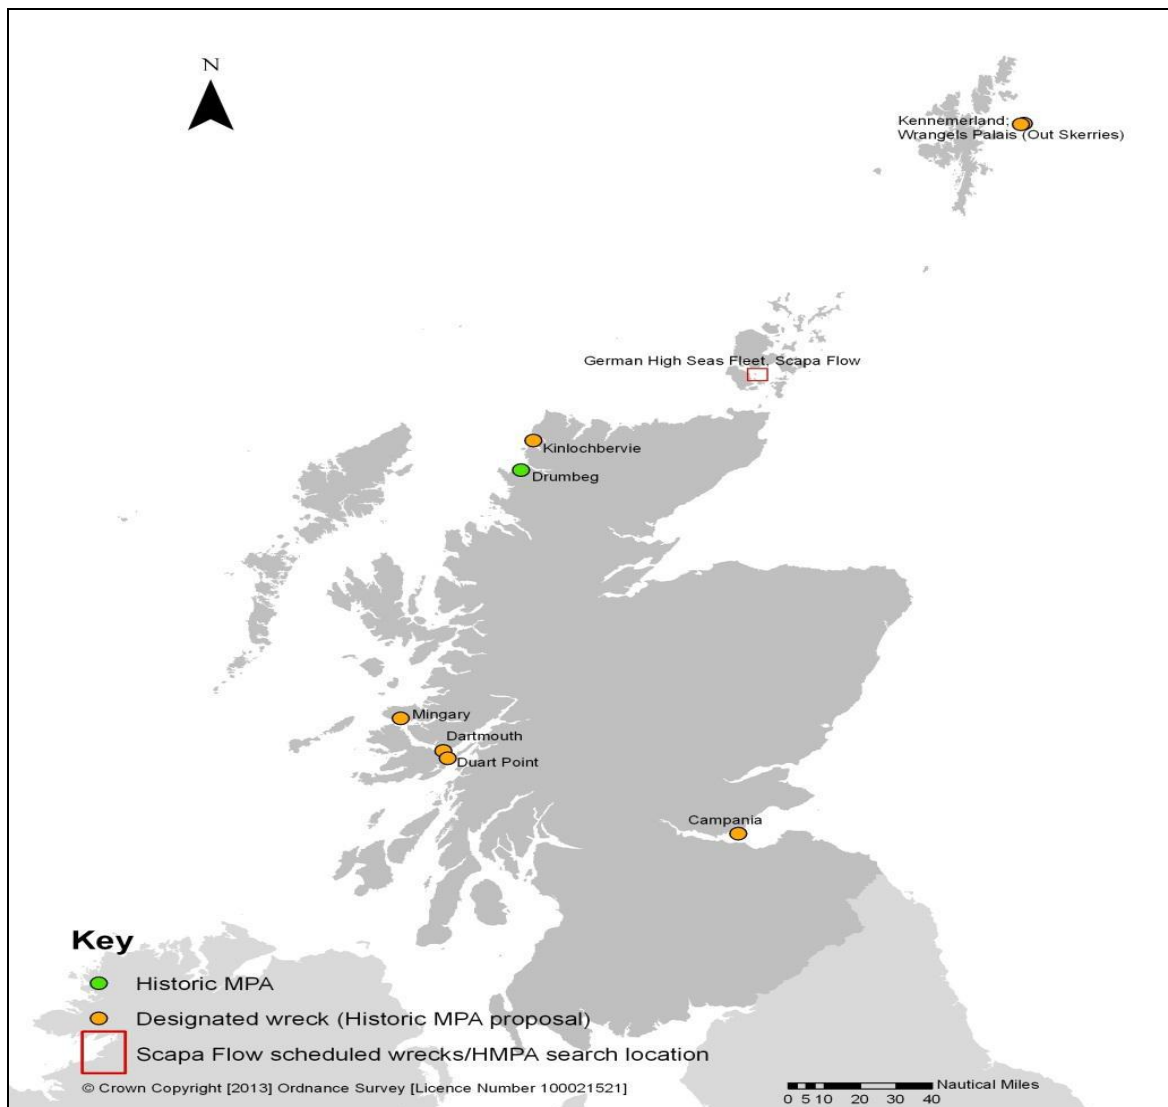 N
Kennemerland;
Wrangels Palais (Out Skerries)
German High Seas Fleet, Scapa Flow
Kinlochbervie
Drumbeg
Mingary
Dartmouth
Duart Point
Campania
Key
Historic MPA
Designated wreck (Historic MPA proposal)
Scapa Flow scheduled wrecks/HMPA search location
© Crown Copyright [2013] Ordnance Survey [Licence Number 100021521]
Nautical Miles
0 5 10 20 30 40